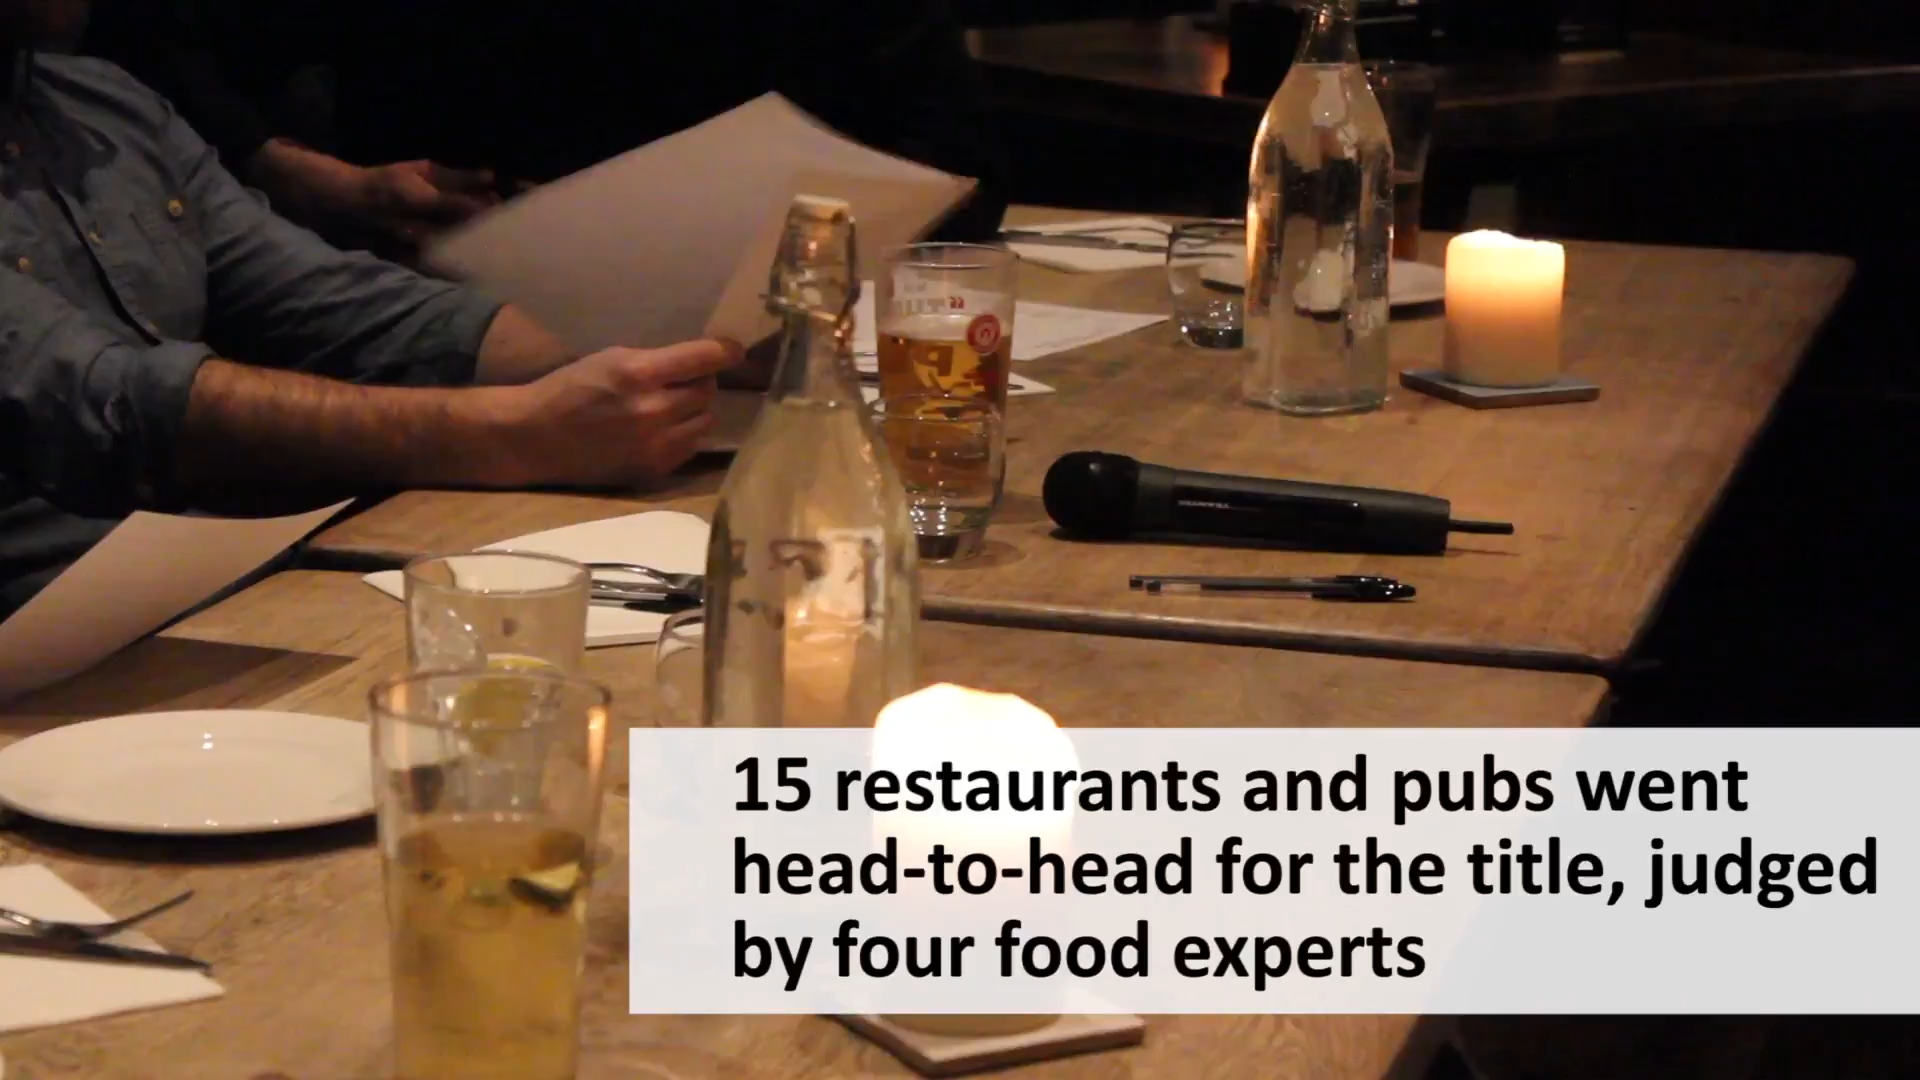 15 restaurants and pubs went
head-to-head for the title, judged
by four food experts